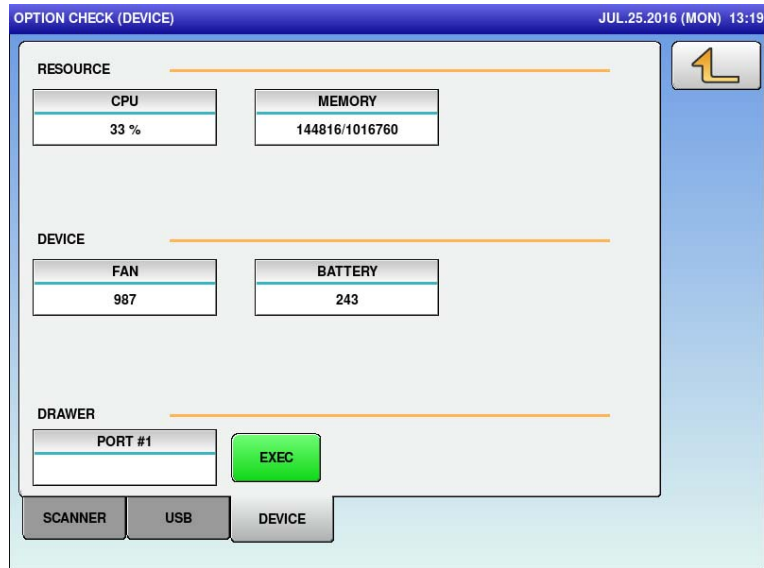 OPTION CHECK (DEVICE) JUL.25.2016 (MON) 13:19
RESOURCE
CPU MEMORY
33 % 144816/1016760
DEVICE
FAN BATTERY
987 243
DRAWER
PORT #1
EXEC
SCANNER USB DEVICE